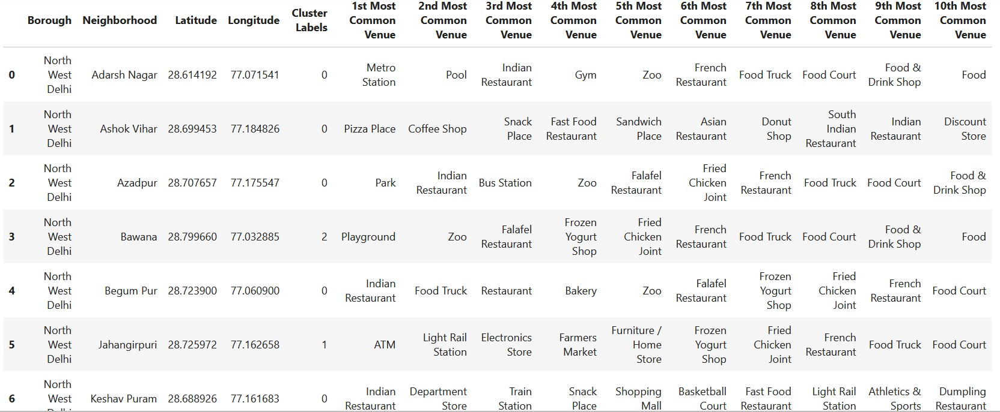 Borough Neighborhood Latitude Longitude Cluster Labels 1st Most Common Venue 2nd Most Common Venue 3rd Most Common Venue 4th Most Common Venue 5th Most Common Venue 6th Most Common Venue 7th Most Common Venue 8th Most Common Venue 9th Most Common Venue 10th Most Common Venue
0 North West Delhi Adarsh Nagar 28.614192 77.071541 0 Metro Station Pool Indian Restaurant Gym Zoo French Restaurant Food Truck Food Court Food & Drink Shop Food
1 North West Delhi Ashok Vihar 28.699453 77.184826 0 Pizza Place Coffee Shop Snack Place Fast Food Restaurant Sandwich Place Asian Restaurant Donut Shop South Indian Restaurant Indian Restaurant Discount Store
2 North West Delhi Azadpur 28.707657 77.175547 0 Park Indian Restaurant Bus Station Zoo Falafel Restaurant Fried Chicken Joint French Restaurant Food Truck Food Court Food & Drink Shop
3 North West Delhi Bawana 28.799660 77.032885 2 Playground Zoo Falafel Restaurant Frozen Yogurt Shop Fried Chicken Joint French Restaurant Food Truck Food Court Food & Drink Shop Food
4 North West Delhi Begum Pur 28.723900 77.060900 0 Indian Restaurant Food Truck Restaurant Bakery Zoo Falafel Restaurant Frozen Yogurt Shop Fried Chicken Joint French Restaurant Food Court
5 North West Delhi Jahangirpuri 28.725972 77.162658 1 ATM Light Rail Station Electronics Store Farmers Market Furniture / Home Store Frozen Yogurt Shop Fried Chicken Joint French Restaurant Food Truck Food Court
6 North West Delhi Keshav Puram 28.688926 77.161683 0 Indian Restaurant Department Store Train Station Snack Place Shopping Mall Basketball Court Fast Food Restaurant Light Rail Station Athletics & Sports Dumpling Restaurant